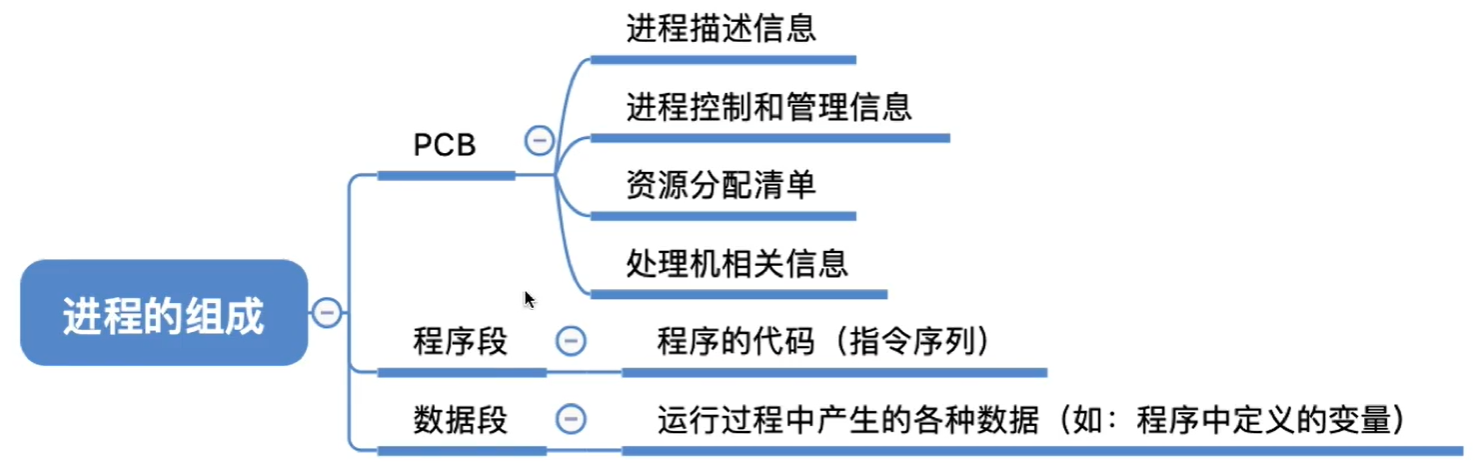 进程的组成
PCB
进程描述信息
进程控制和管理信息
资源分配清单
处理机相关信息
程序段
程序的代码（指令序列）
数据段
运行过程中产生的各种数据（如：程序中定义的变量）